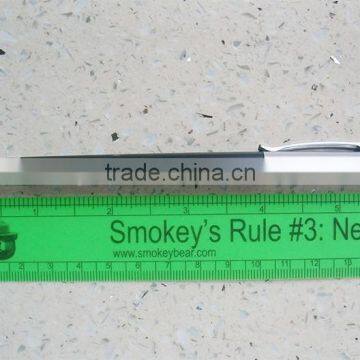 trade.china.cn
1 2 3 4 5
Smokey's Rule #3: Ne
www.smokeybear.com
1 2 3 4 5 6 7 8 9 10 11 12 13